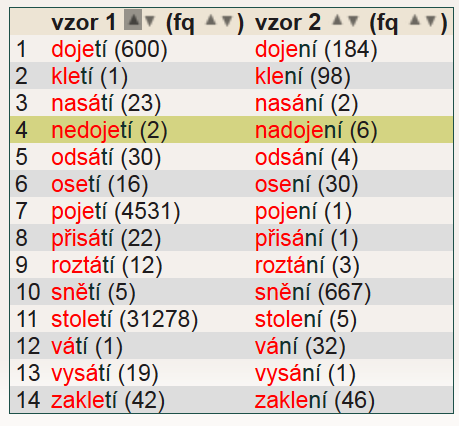 vzor 1 ▲▼ (fq ▲▼) vzor 2 ▲▼ (fq ▲▼)
1 dojetí (600) dojení (184)
2 kletí (1) klení (98)
3 nasátí (23) nasání (2)
4 nedojetí (2) nadojení (6)
5 odsátí (30) odsání (4)
6 osetí (16) osení (30)
7 pojetí (4531) pojení (1)
8 přisátí (22) přisání (1)
9 roztátí (12) roztání (3)
10 snětí (5) snění (667)
11 století (31278) stolení (5)
12 vátí (1) vání (32)
13 vysátí (19) vysání (1)
14 zakletí (42) zaklení (46)